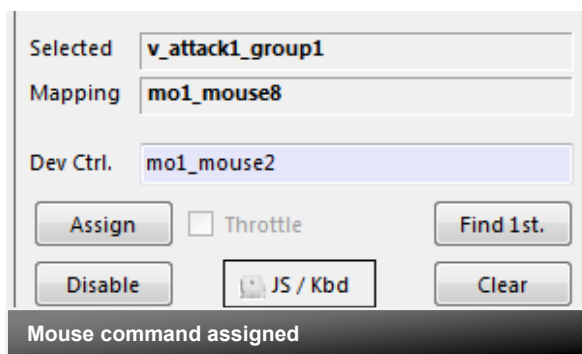 Selected v_attack1_group1
Mapping mo1_mouse8
Dev Ctrl. mo1_mouse2
Assign Throttle Find 1st.
Disable JS / Kbd Clear
Mouse command assigned